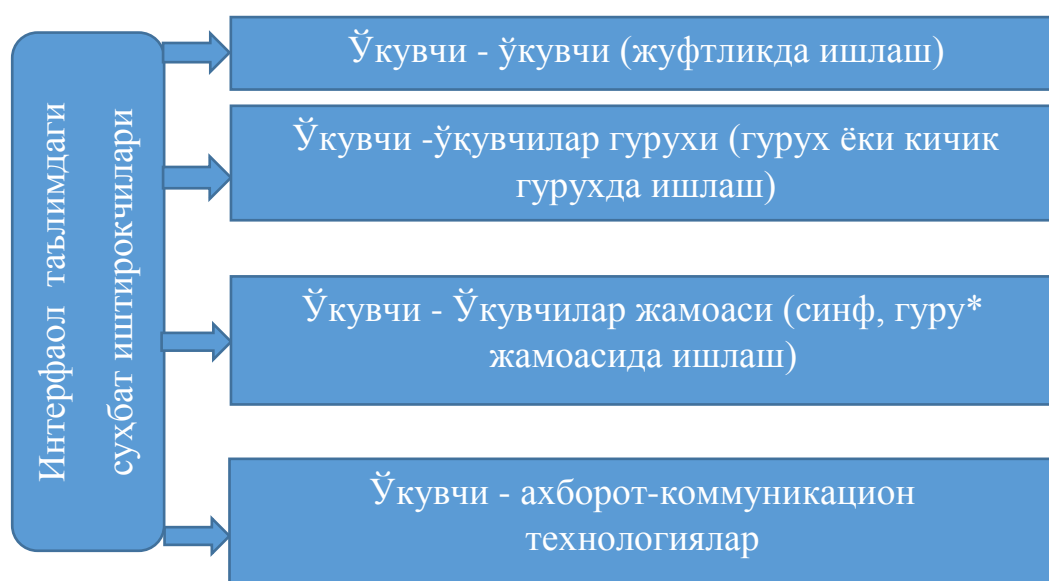 Интерфаол таълимдаги
суҳбат иштирокчилари
Ўкувчи - ўкувчи (жуфтликда ишлаш)
Ўкувчи -ўқувчилар гурухи (гурух ёки кичик
гурухда ишлаш)
Ўкувчи - Ўкувчилар жамоаси (синф, гуру*
жамоасида ишлаш)
Ўкувчи - ахборот-коммуникацион
технологиялар